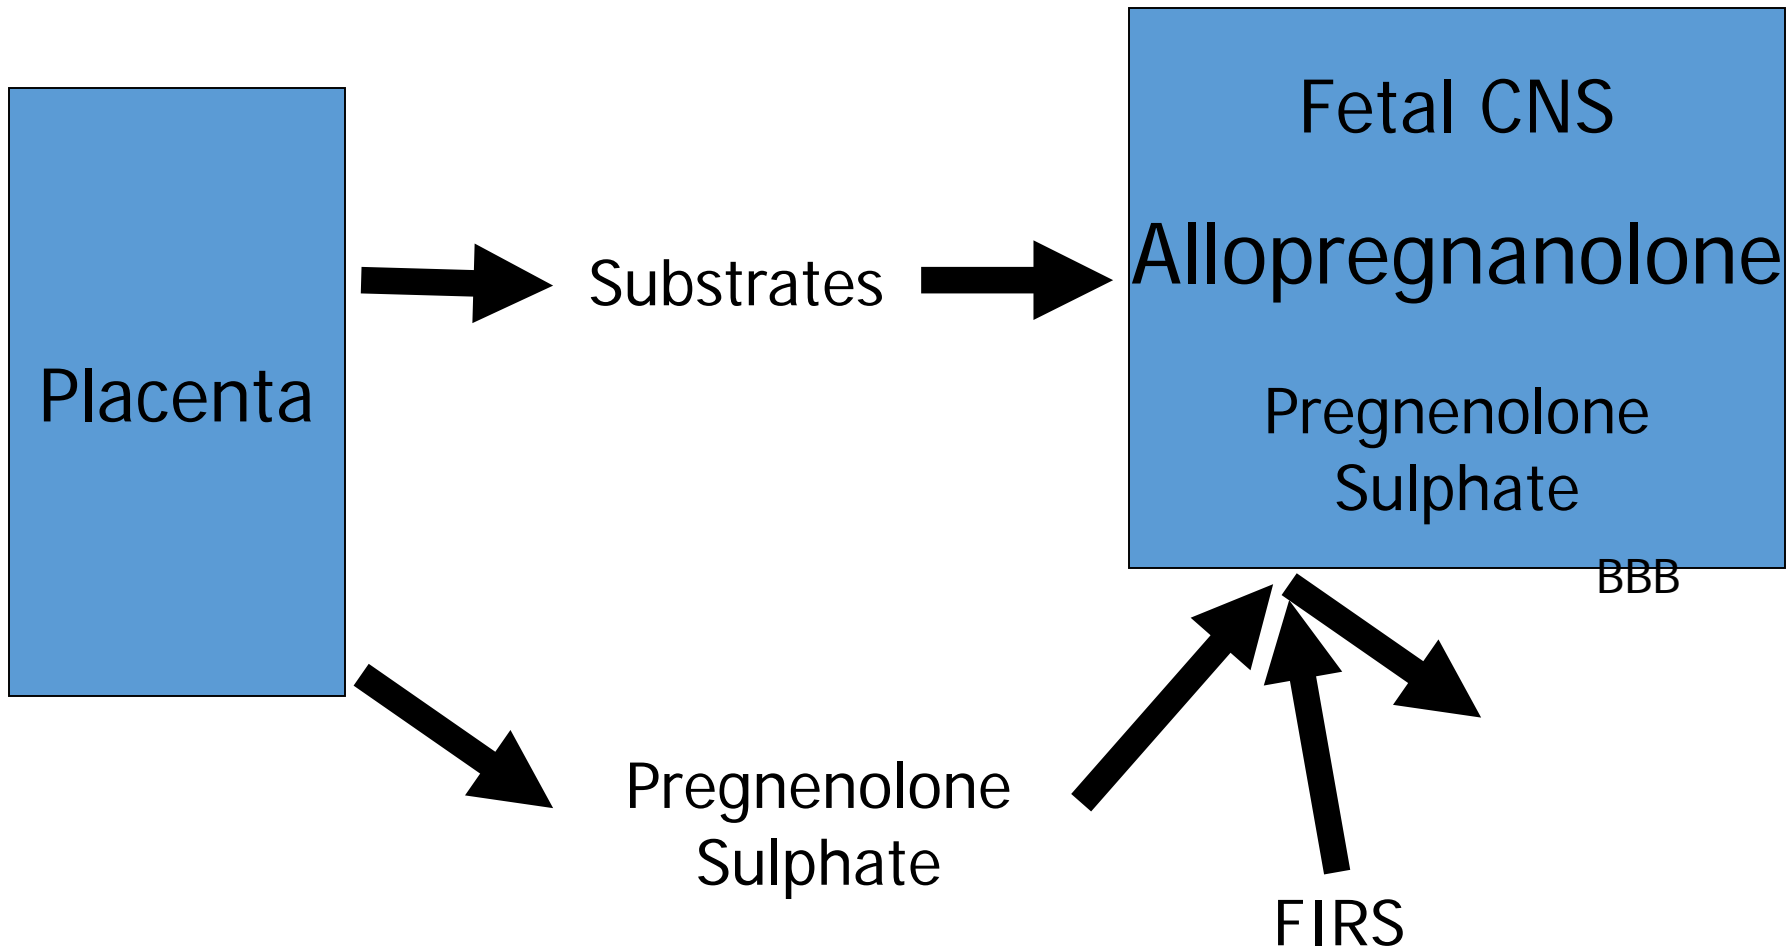 Placenta
Substrates
Fetal CNS
Allopregnanolone
Pregnenolone
Sulphate
BBB
Pregnenolone
Sulphate
FIRS